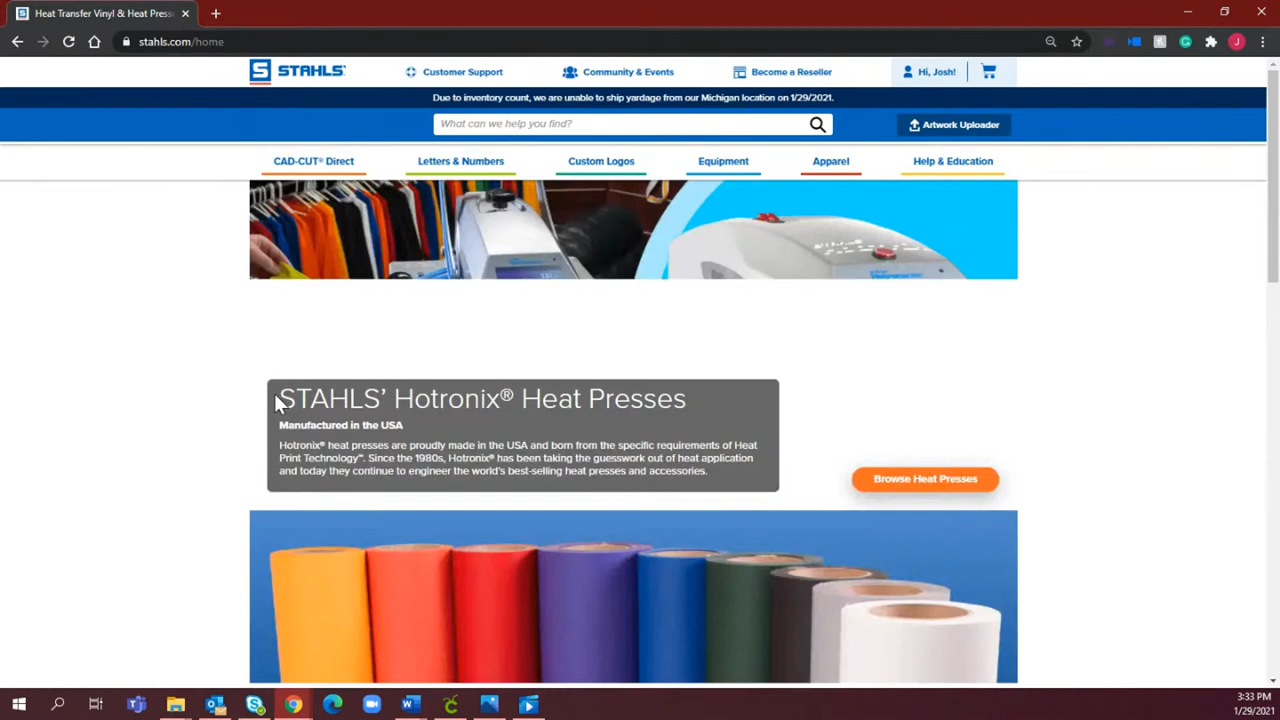 Heat Transfer Vinyl & Heat Press
stahls.com/home
J
S STAHLS'
Customer Support
Community & Events
Become a Reseller
Hi, Josh!
Due to inventory count, we are unable to ship yardage from our Michigan location on 1/29/2021.
What can we help you find?
Artwork Uploader
CAD-CUT® Direct
Letters & Numbers
Custom Logos
Equipment
Apparel
Help & Education
STAHLS' Hotronix® Heat Presses
Manufactured in the USA
Hotronix® heat presses are proudly made in the USA and born from the specific requirements of Heat
Print Technology™. Since the 1980s, Hotronix® has been taking the guesswork out of heat application
and today they continue to engineer the world's best-selling heat presses and accessories.
Browse Heat Presses
3:33 PM
1/29/2021